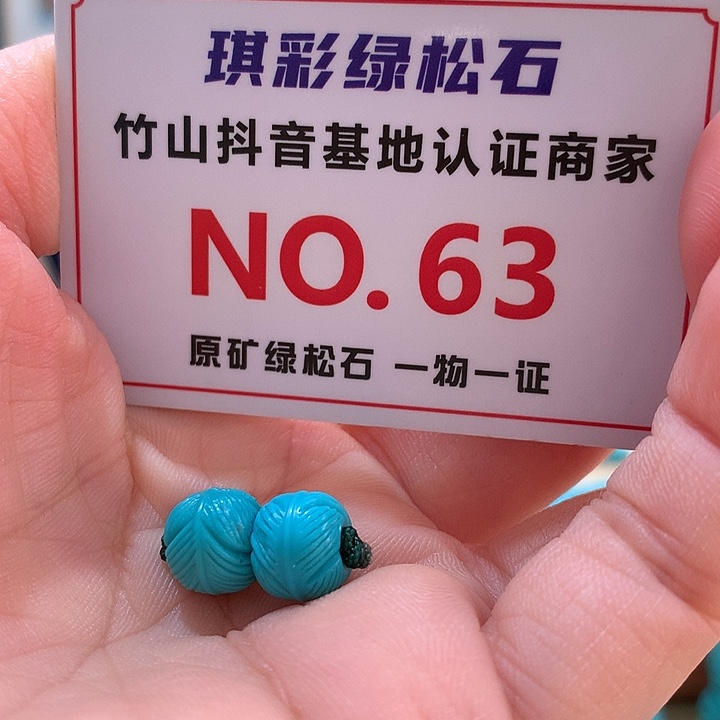 琪彩绿松石
竹山抖音基地认证商家
NO. 63
原矿绿松石 一物一证